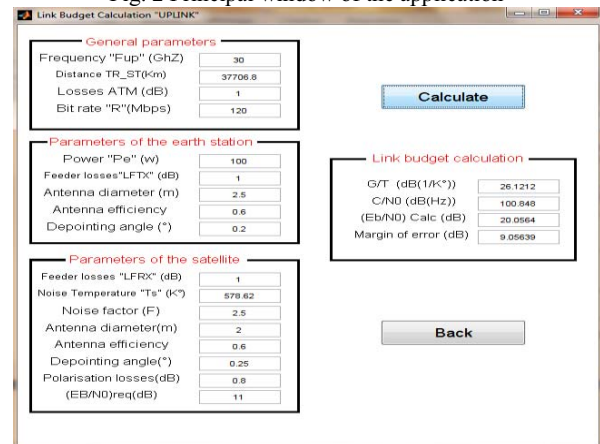 Fig. 2 Principal window of the application
Link Budget Calculation "UPLINK"
General parameters
Frequency "Fup" (GhZ) 30
Distance TR_ST(Km) 37706.8
Losses ATM (dB) 1
Bit rate "R"(Mbps) 120
Parameters of the earth station
Power "Pe" (w) 100
Feeder losses"LFTX" (dB) 1
Antenna diameter (m) 2.5
Antenna efficiency 0.6
Depointing angle (°) 0.2
Parameters of the satellite
Feeder losses "LFRX" (dB) 1
Noise Temperature "Ts" (K°) 578.62
Noise factor (F) 2.5
Antenna diameter(m) 2
Antenna efficiency 0.6
Depointing angle(°) 0.25
Polarisation losses(dB) 0.8
(EB/N0)req(dB) 11
Calculate
Link budget calculation
G/T (dB(1/K°)) 26.1212
C/N0 (dB(Hz)) 100.848
(Eb/N0) Calc (dB) 20.0564
Margin of error (dB) 9.05639
Back